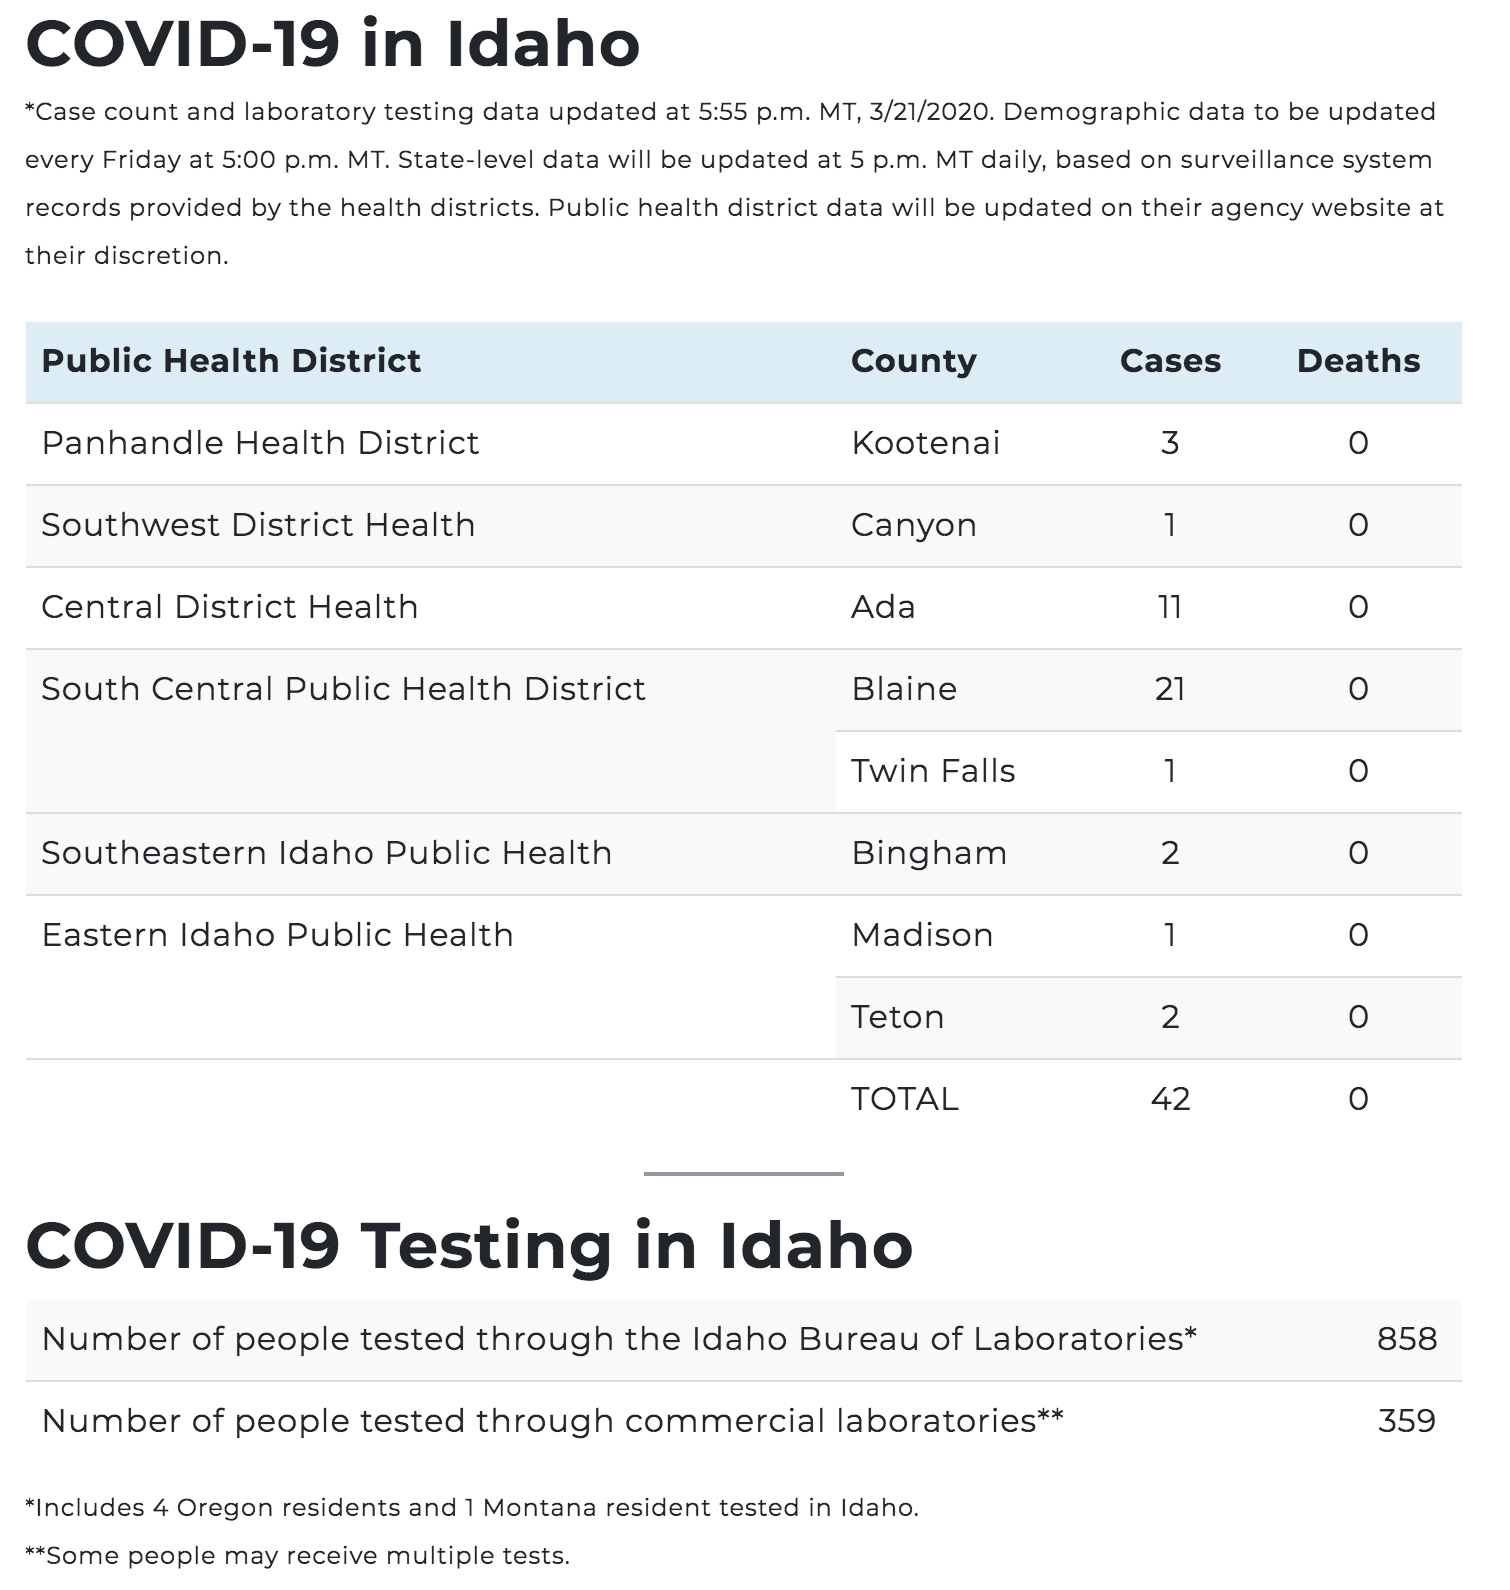 COVID-19 in Idaho
*Case count and laboratory testing data updated at 5:55 p.m. MT, 3/21/2020. Demographic data to be updated
every Friday at 5:00 p.m. MT. State-level data will be updated at 5 p.m. MT daily, based on surveillance system
records provided by the health districts. Public health district data will be updated on their agency website at
their discretion.
Public Health District County Cases Deaths
Panhandle Health District Kootenai 3 0
Southwest District Health Canyon 1 0
Central District Health Ada 11 0
South Central Public Health District Blaine 21 0
Twin Falls 1 0
Southeastern Idaho Public Health Bingham 2 0
Eastern Idaho Public Health Madison 1 0
Teton 2 0
TOTAL 42 0
COVID-19 Testing in Idaho
Number of people tested through the Idaho Bureau of Laboratories* 858
Number of people tested through commercial laboratories** 359
*Includes 4 Oregon residents and 1 Montana resident tested in Idaho.
**Some people may receive multiple tests.